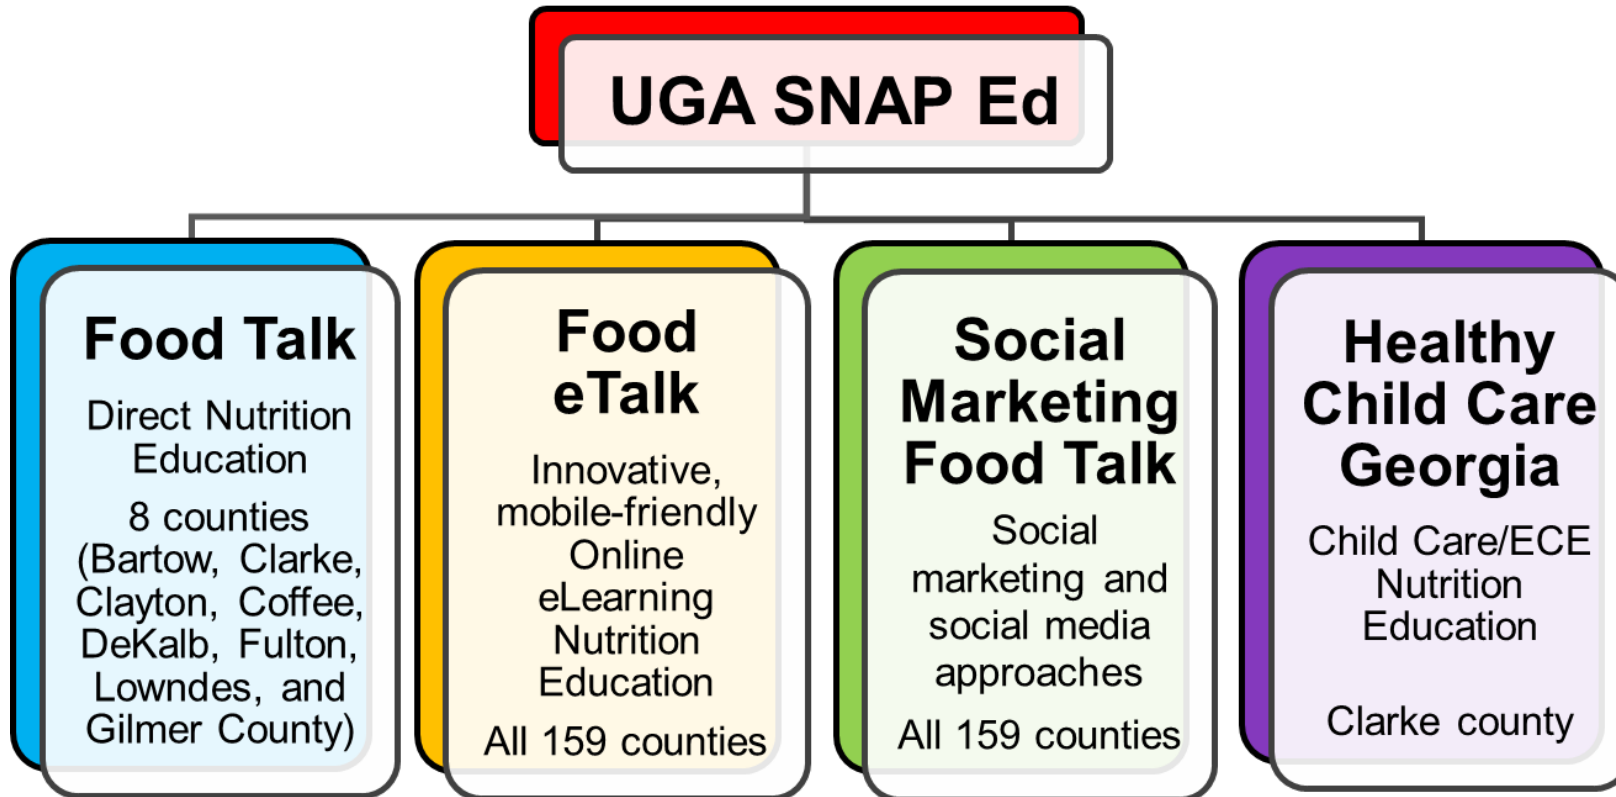 UGA SNAP Ed
Food Talk
Direct Nutrition
Education
8 counties
(Bartow, Clarke,
Clayton, Coffee,
DeKalb, Fulton,
Lowndes, and
Gilmer County)
Food
eTalk
Innovative,
mobile-friendly
Online
eLearning
Nutrition
Education
All 159 counties
Social
Marketing
Food Talk
Social
marketing and
social media
approaches
All 159 counties
Healthy
Child Care
Georgia
Child Care/ECE
Nutrition
Education
Clarke county